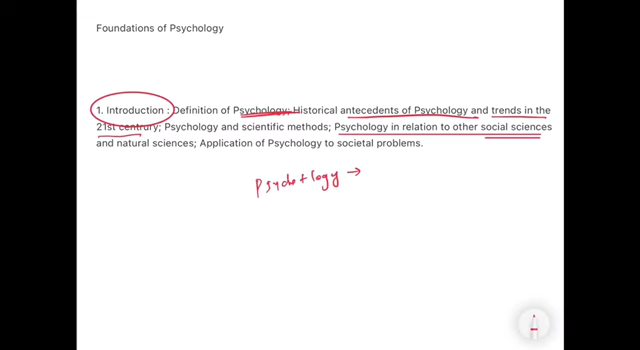 Foundations of Psychology
1. Introduction : Definition of Psychology; Historical antecedents of Psychology and trends in the
21st centrury; Psychology and scientific methods; Psychology in relation to other social sciences
and natural sciences; Application of Psychology to societal problems.
Psyche + logy →